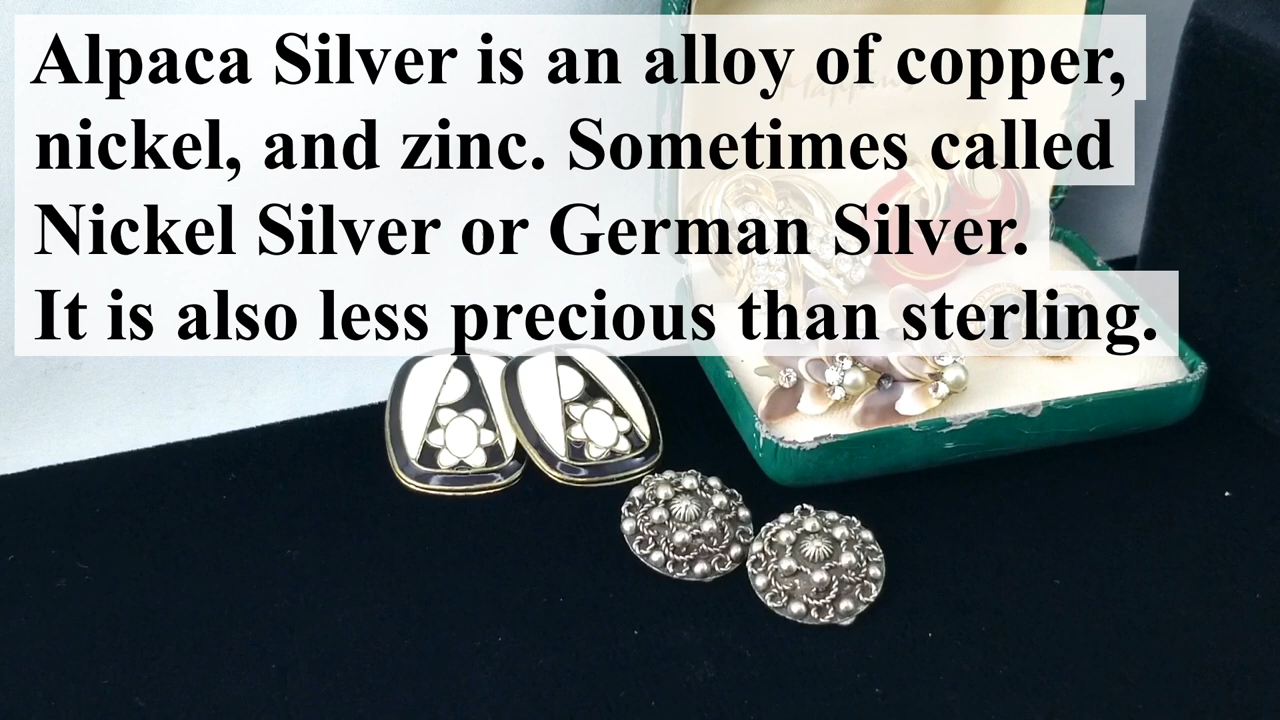 Alpaca Silver is an alloy of copper,
nickel, and zinc. Sometimes called
Nickel Silver or German Silver.
It is also less precious than sterling.